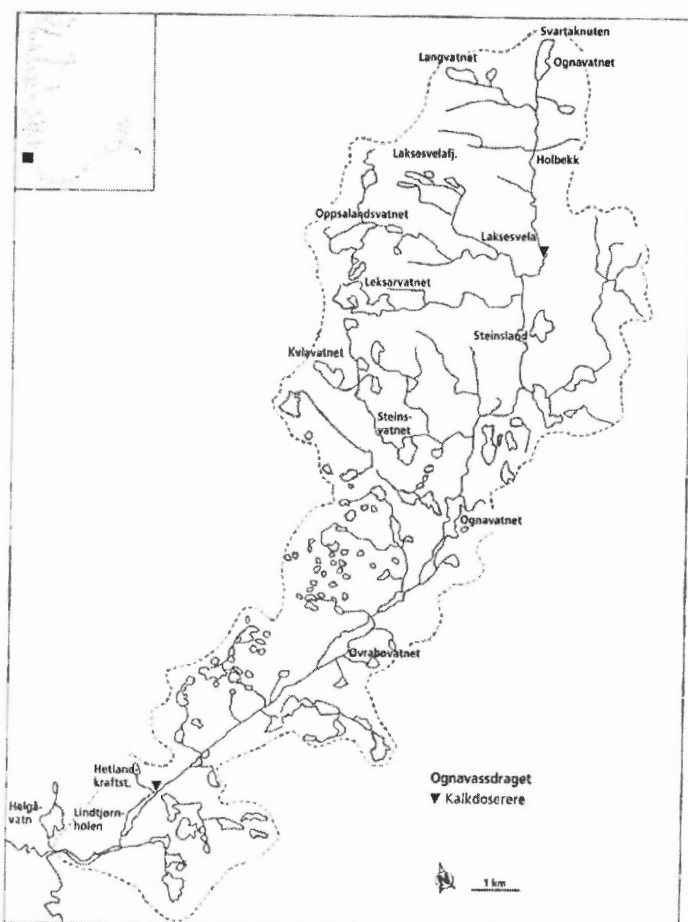 Svartaknuten
Langvatnet
Ognavatnet
Laksesvelafj.
Holbekk
Oppsalandsvatnet
Laksesvela
Leksarvatnet
Steinsland
Kvlavatnet
Steins-
vatnet
Ognavatnet
Øvrabøvatnet
Hetland
kraftst.
Helgå-
vatn
Lindtjørn-
hølen
Ognavassdraget
▼ Kalkdoserere
N
1 km